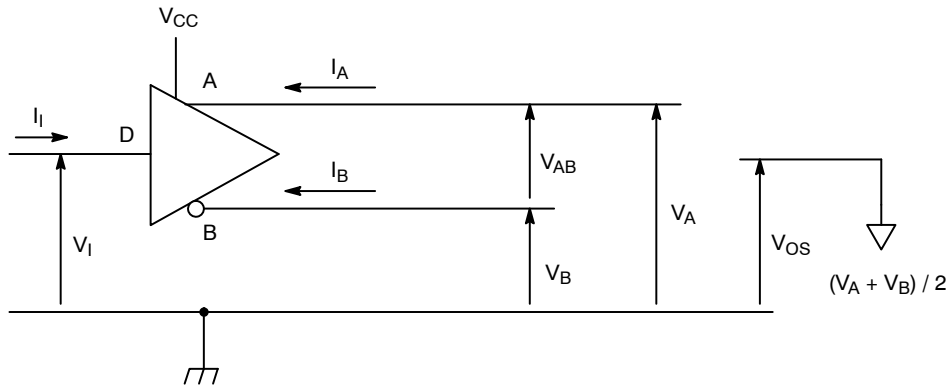 V_CC
A
I_A
I_I
D
V_AB
I_B
V_A
B
V_I
V_B
V_OS
(V_A + V_B) / 2